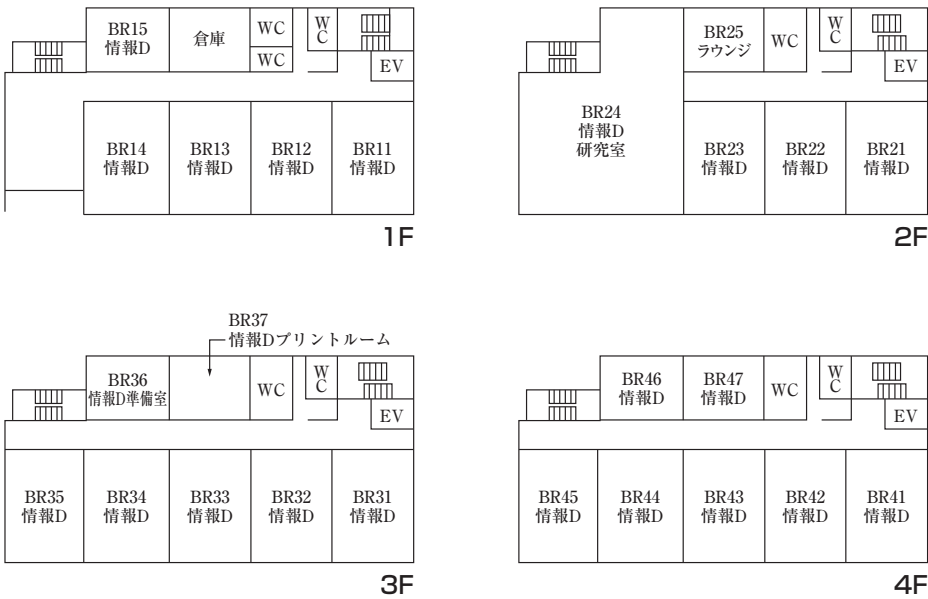 BR15
情報D
倉庫
WC
WC
WC
EV
BR14
情報D
BR13
情報D
BR12
情報D
BR11
情報D
1F
BR25
ラウンジ
WC
WC
EV
BR24
情報D
研究室
BR23
情報D
BR22
情報D
BR21
情報D
2F
BR37
情報Dプリントルーム
BR36
情報D準備室
WC
WC
EV
BR35
情報D
BR34
情報D
BR33
情報D
BR32
情報D
BR31
情報D
3F
BR46
情報D
BR47
情報D
WC
WC
EV
BR45
情報D
BR44
情報D
BR43
情報D
BR42
情報D
BR41
情報D
4F